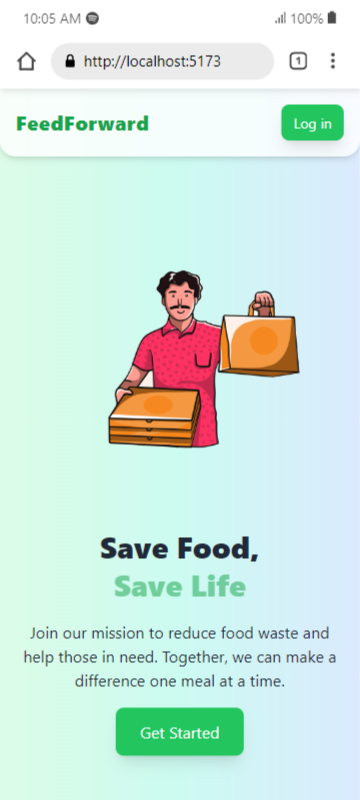 10:05 AM 100%
http://localhost:5173 1
FeedForward Log in
Save Food,
Save Life
Join our mission to reduce food waste and
help those in need. Together, we can make a
difference one meal at a time.
Get Started